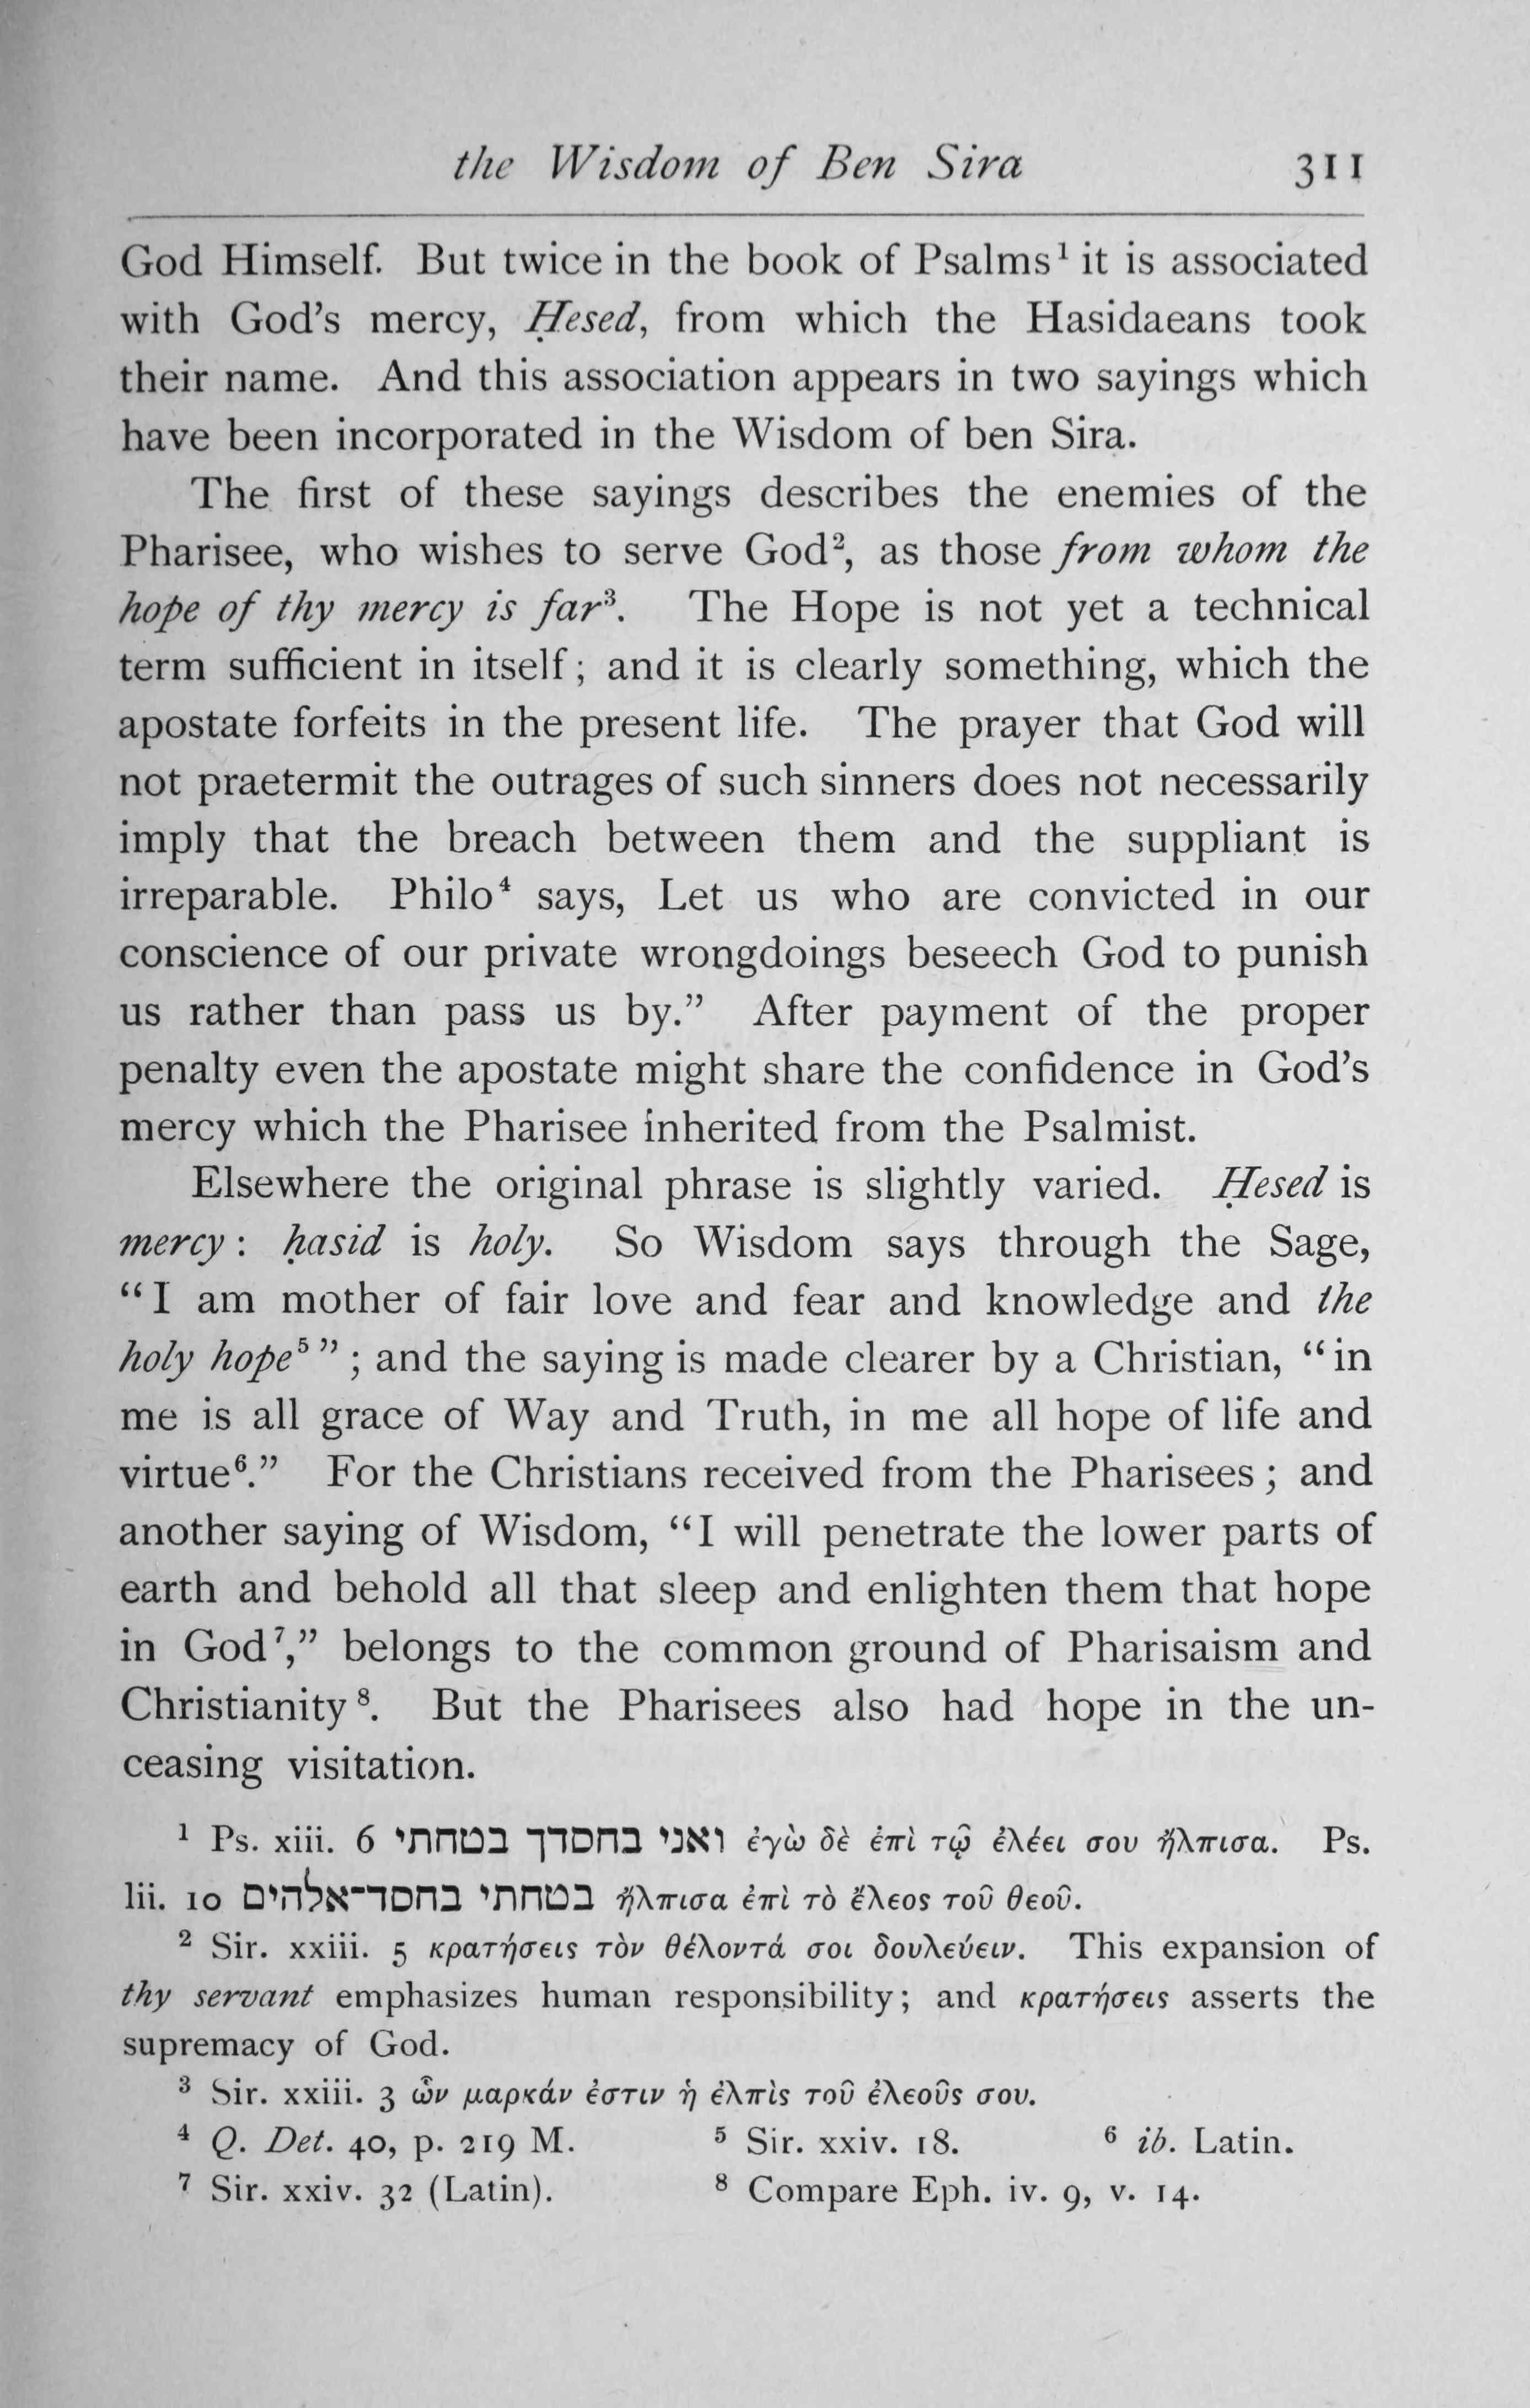 the Wisdom of Ben Sira 311
God Himself. But twice in the book of Psalms¹ it is associated
with God's mercy, Ḥesed, from which the Hasidaeans took
their name. And this association appears in two sayings which
have been incorporated in the Wisdom of ben Sira.
The first of these sayings describes the enemies of the
Pharisee, who wishes to serve God², as those from whom the
hope of thy mercy is far³. The Hope is not yet a technical
term sufficient in itself; and it is clearly something, which the
apostate forfeits in the present life. The prayer that God will
not praetermit the outrages of such sinners does not necessarily
imply that the breach between them and the suppliant is
irreparable. Philo⁴ says, Let us who are convicted in our
conscience of our private wrongdoings beseech God to punish
us rather than pass us by.” After payment of the proper
penalty even the apostate might share the confidence in God's
mercy which the Pharisee inherited from the Psalmist.
Elsewhere the original phrase is slightly varied. Ḥesed is
mercy: ḥasid is holy. So Wisdom says through the Sage,
“I am mother of fair love and fear and knowledge and the
holy hope⁵”; and the saying is made clearer by a Christian, “in
me is all grace of Way and Truth, in me all hope of life and
virtue⁶.” For the Christians received from the Pharisees; and
another saying of Wisdom, “I will penetrate the lower parts of
earth and behold all that sleep and enlighten them that hope
in God⁷,” belongs to the common ground of Pharisaism and
Christianity⁸. But the Pharisees also had hope in the un-
ceasing visitation.
¹ Ps. xiii. 6 ואני בחסדך בטחתי ἐγὼ δὲ ἐπὶ τῷ ἐλέει σου ἤλπισα. Ps.
lii. 10 בטחתי בחסד־אלהים ἤλπισα ἐπὶ τὸ ἔλεος τοῦ θεοῦ.
² Sir. xxiii. 5 κρατήσεις τὸν θέλοντά σοι δουλεύειν. This expansion of
thy servant emphasizes human responsibility; and κρατήσεις asserts the
supremacy of God.
³ Sir. xxiii. 3 ὧν μαρκάν ἐστιν ἡ ἐλπὶς τοῦ ἐλεοῦς σου.
⁴ Q. Det. 40, p. 219 M. ⁵ Sir. xxiv. 18. ⁶ ib. Latin.
⁷ Sir. xxiv. 32 (Latin). ⁸ Compare Eph. iv. 9, v. 14.